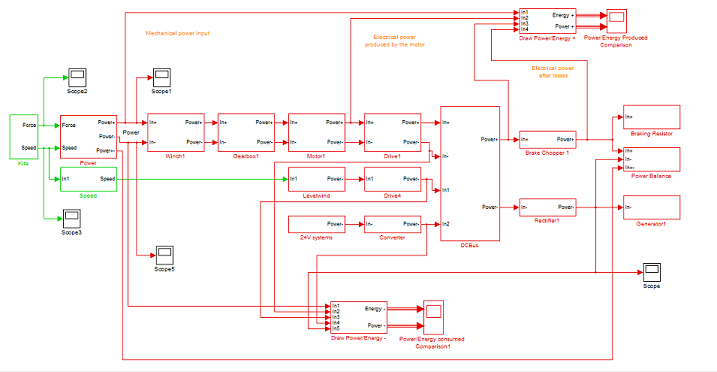 Mechanical power input
Electrical power
produced by the motor
In1
In2
In3
In4
Energy +
Power +
Draw Power/Energy +
Power/Energy Produced
Comparison
Electrical power
after losses
Scope2
Scope1
Force
Speed
Kite
Force
Speed
Power+
Power-
Power+-
Power
Power
In+
In-
Power+
Power-
Winch1
In+
In-
Power+
Power-
Gearbox1
In+
In-
Power+
Power-
Motor1
In+
In-
Power+
Power-
Drive1
In+
In-
In1
In2
Power+
Power-
DCBus
In+
Power+
Brake Chopper 1
In+
Braking Resistor
In+
In-
In+-
Power Balance
In1
Speed
Speed
In1
Power-
Levelwind
In-
Power-
Drive4
In-
Power-
Rectifier1
In-
Generator1
Scope3
Power-
24V systems
In-
Power-
Converter
Scope5
Scope
In1
In2
In3
In4
In5
Energy -
Power -
Draw Power/Energy -
Power/Energy consumed
Comparison1